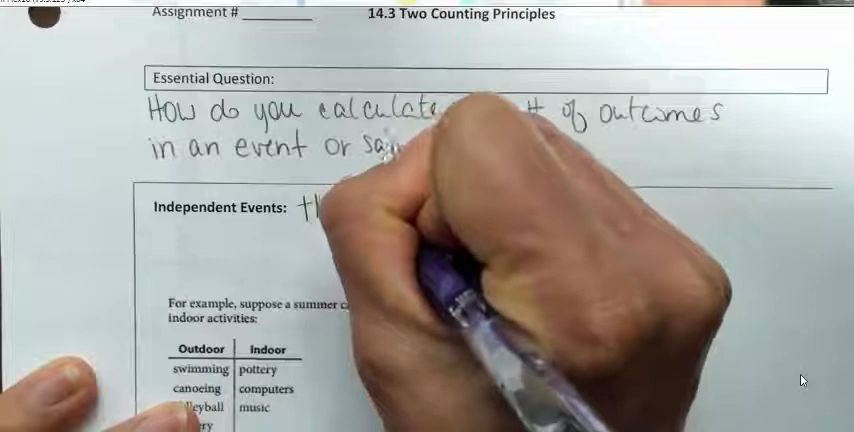 Assignment # 14.3 Two Counting Principles
Essential Question:
How do you calculate # of outcomes
in an event or
Independent Events:
For example, suppose a summer
indoor activities:
Outdoor Indoor
swimming pottery
canoeing computers
music